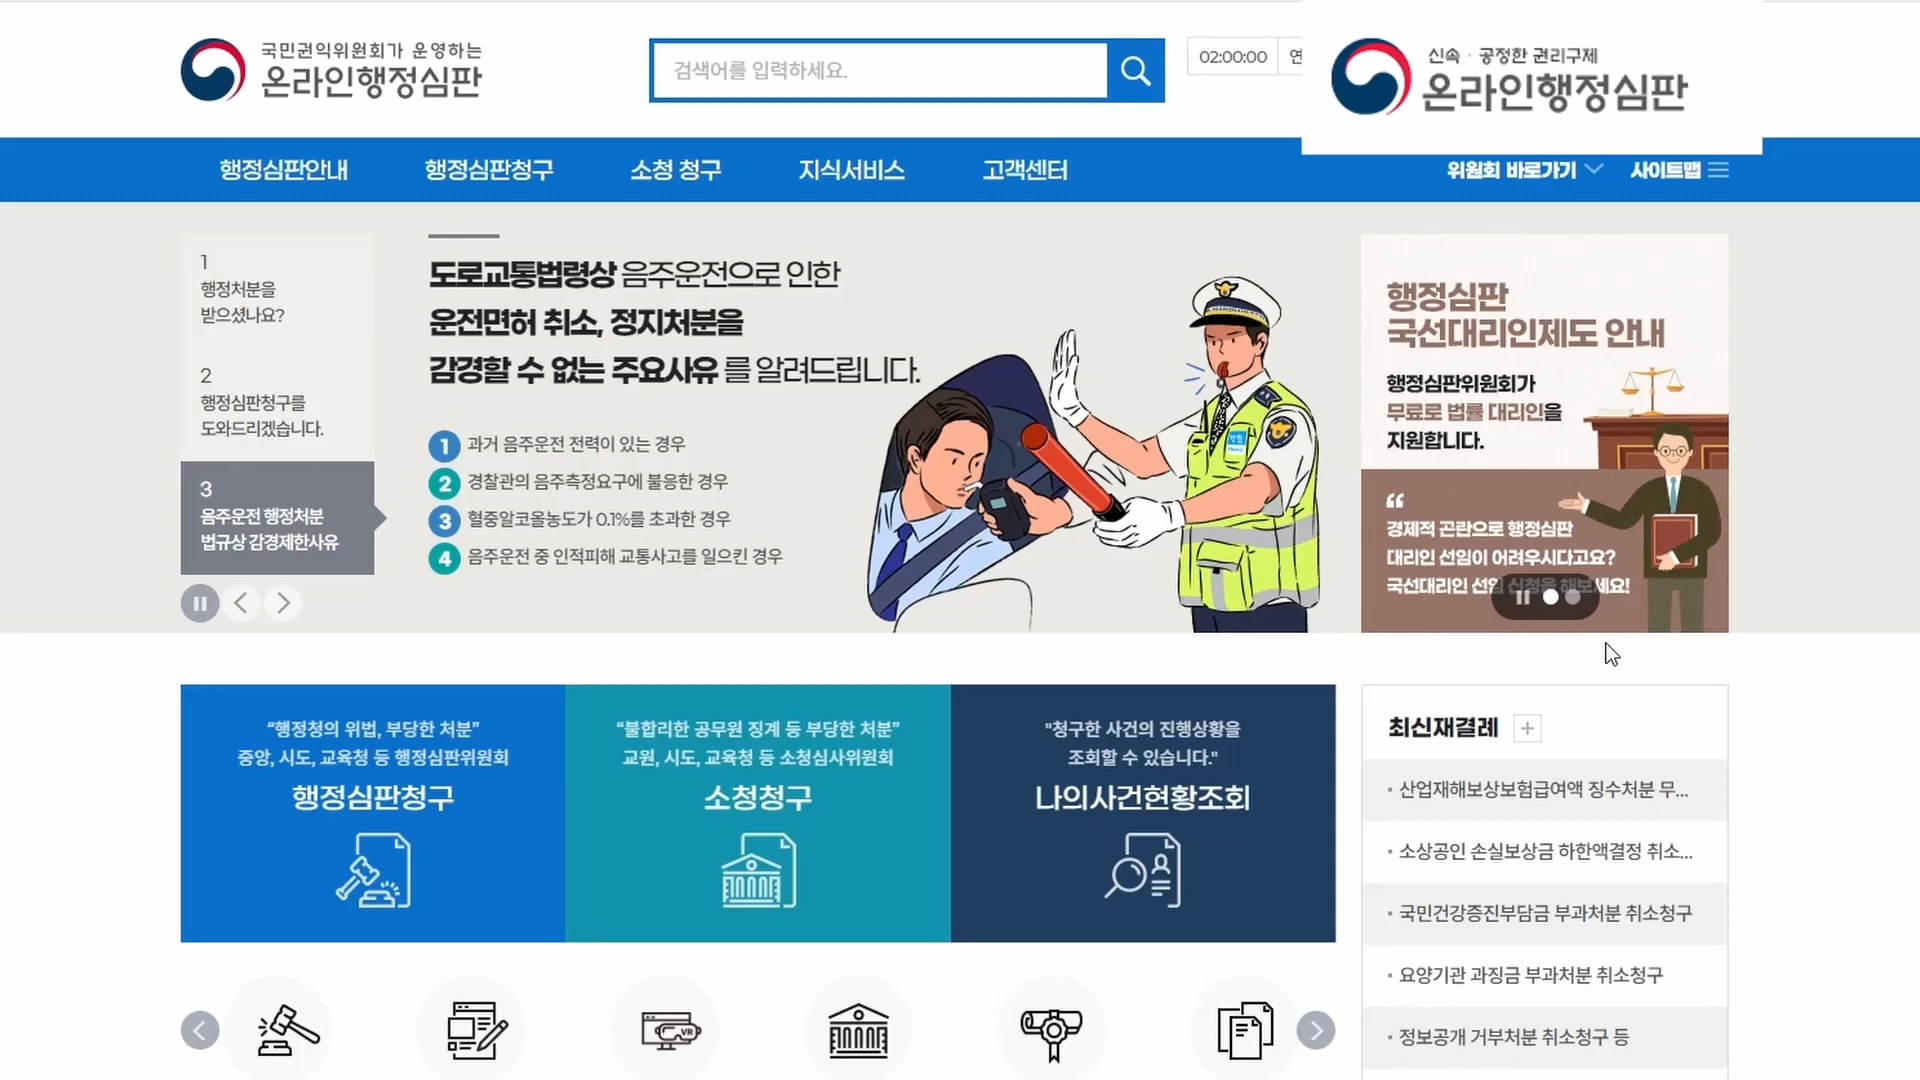 국민권익위원회가 운영하는
온라인행정심판
검색어를 입력하세요.
02:00:00
연
신속 · 공정한 권리구제
온라인행정심판
행정심판안내
행정심판청구
소청 청구
지식서비스
고객센터
위원회 바로가기
사이트맵
1
행정처분을
받으셨나요?
2
행정심판청구를
도와드리겠습니다.
3
음주운전 행정처분
법규상 감경제한사유
도로교통법령상 음주운전으로 인한
운전면허 취소, 정지처분을
감경할 수 없는 주요사유 를 알려드립니다.
1 과거 음주운전 전력이 있는 경우
2 경찰관의 음주측정요구에 불응한 경우
3 혈중알코올농도가 0.1%를 초과한 경우
4 음주운전 중 인적피해 교통사고를 일으킨 경우
행정심판
국선대리인제도 안내
행정심판위원회가
무료로 법률 대리인을
지원합니다.
“
경제적 곤란으로 행정심판
대리인 선임이 어려우시다고요?
국선대리인 선임 신청을 해보세요!
“행정청의 위법, 부당한 처분”
중앙, 시도, 교육청 등 행정심판위원회
행정심판청구
“불합리한 공무원 징계 등 부당한 처분”
교원, 시도, 교육청 등 소청심사위원회
소청청구
"청구한 사건의 진행상황을
조회할 수 있습니다."
나의사건현황조회
최신재결례
· 산업재해보상보험급여액 징수처분 무...
· 소상공인 손실보상금 하한액결정 취소...
· 국민건강증진부담금 부과처분 취소청구
· 요양기관 과징금 부과처분 취소청구
· 정보공개 거부처분 취소청구 등
VR